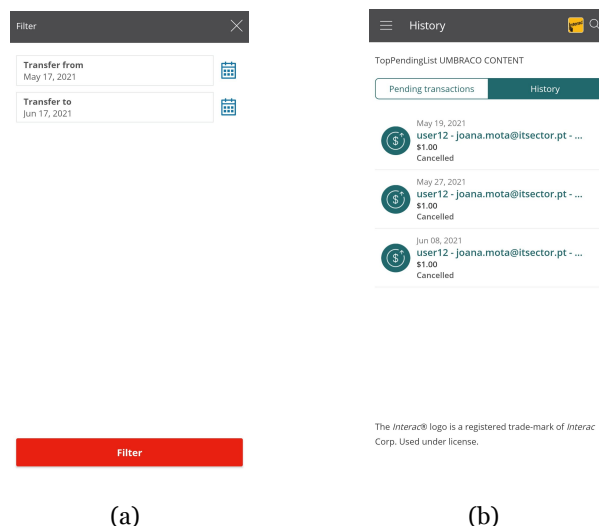 Filter
Transfer from
May 17, 2021
Transfer to
Jun 17, 2021
Filter
(a)
History
TopPendingList UMBRACO CONTENT
Pending transactions
History
May 19, 2021
user12 - joana.mota@itsector.pt - ...
$1.00
Cancelled
May 27, 2021
user12 - joana.mota@itsector.pt - ...
$1.00
Cancelled
Jun 08, 2021
user12 - joana.mota@itsector.pt - ...
$1.00
Cancelled
The Interac® logo is a registered trade-mark of Interac
Corp. Used under license.
(b)